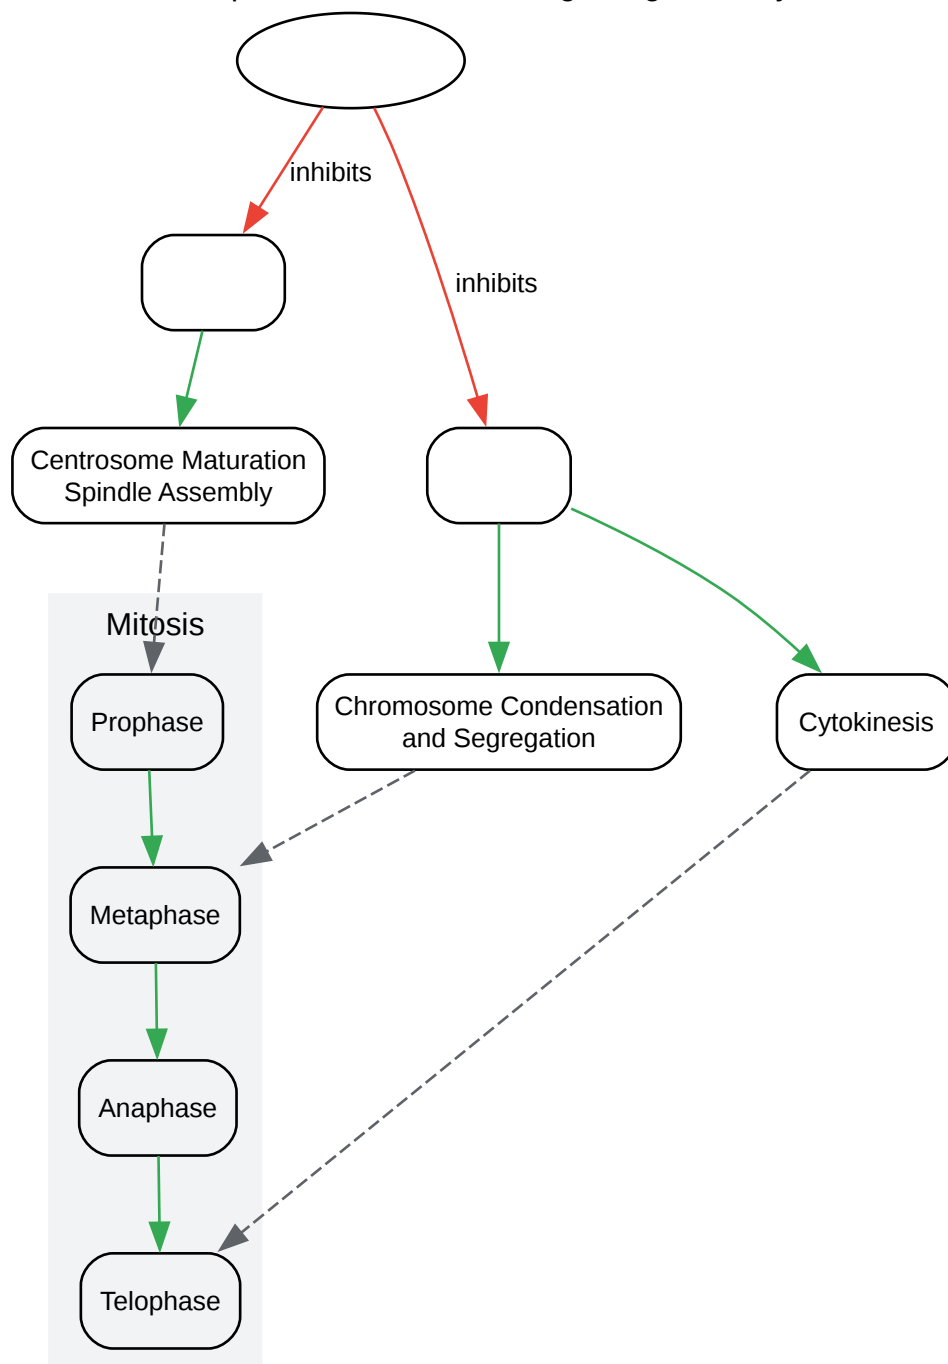 inhibits
inhibits
Centrosome Maturation
Spindle Assembly
Mitosis
Prophase
Chromosome Condensation
and Segregation
Cytokinesis
Metaphase
Anaphase
Telophase